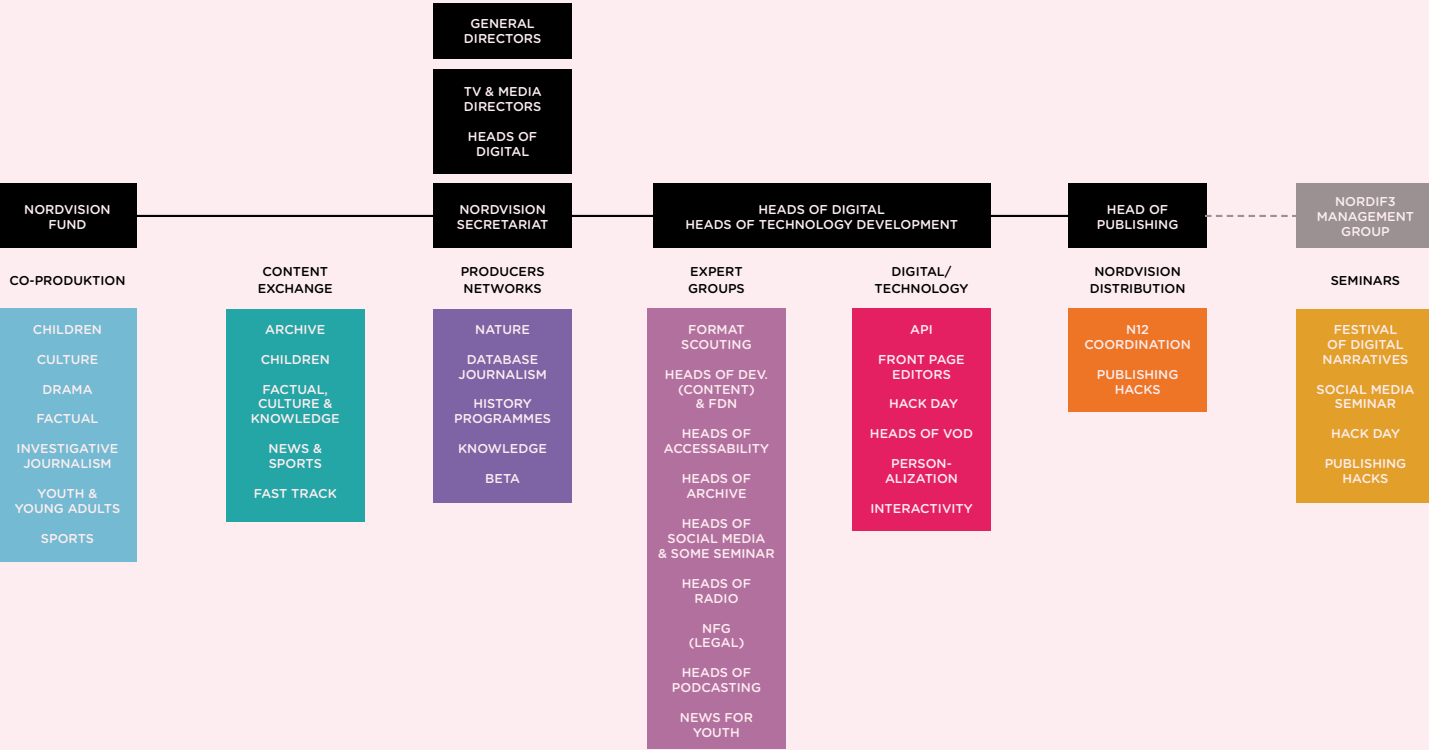 GENERAL
DIRECTORS
TV & MEDIA
DIRECTORS
HEADS OF
DIGITAL
NORDVISION
FUND
NORDVISION
SECRETARIAT
HEADS OF DIGITAL
HEADS OF TECHNOLOGY DEVELOPMENT
HEAD OF
PUBLISHING
NORDIF3
MANAGEMENT
GROUP
CO-PRODUKTION
CHILDREN
CULTURE
DRAMA
FACTUAL
INVESTIGATIVE
JOURNALISM
YOUTH &
YOUNG ADULTS
SPORTS
CONTENT
EXCHANGE
ARCHIVE
CHILDREN
FACTUAL,
CULTURE &
KNOWLEDGE
NEWS &
SPORTS
FAST TRACK
PRODUCERS
NETWORKS
NATURE
DATABASE
JOURNALISM
HISTORY
PROGRAMMES
KNOWLEDGE
BETA
EXPERT
GROUPS
FORMAT
SCOUTING
HEADS OF DEV.
(CONTENT)
& FDN
HEADS OF
ACCESSABILITY
HEADS OF
ARCHIVE
HEADS OF
SOCIAL MEDIA
& SOME SEMINAR
HEADS OF
RADIO
NFG
(LEGAL)
HEADS OF
PODCASTING
NEWS FOR
YOUTH
DIGITAL/
TECHNOLOGY
API
FRONT PAGE
EDITORS
HACK DAY
HEADS OF VOD
PERSON-
ALIZATION
INTERACTIVITY
NORDVISION
DISTRIBUTION
N12
COORDINATION
PUBLISHING
HACKS
SEMINARS
FESTIVAL
OF DIGITAL
NARRATIVES
SOCIAL MEDIA
SEMINAR
HACK DAY
PUBLISHING
HACKS